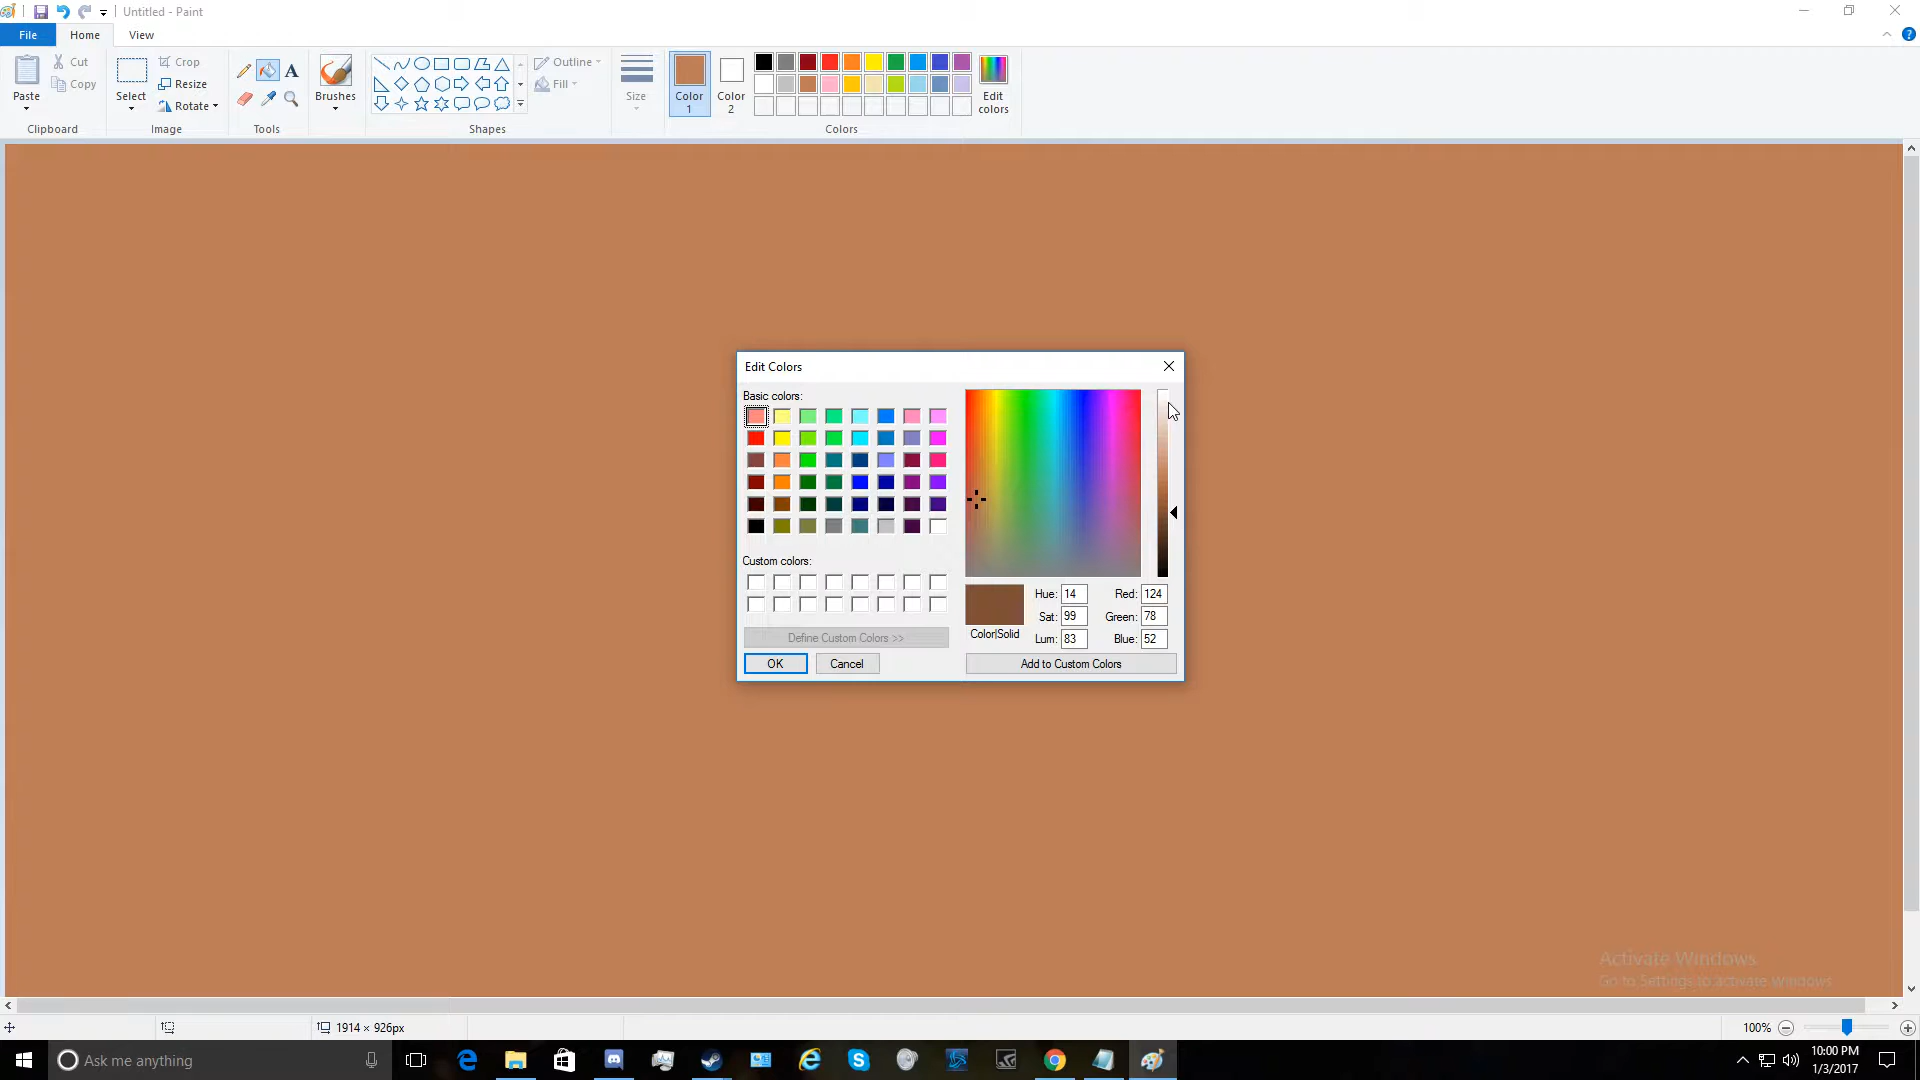 Untitled - Paint
File Home View
Paste
Cut
Copy
Clipboard
Select
Crop
Resize
Rotate
Image
A
Tools
Brushes
Outline
Fill
Shapes
Size
Color 1
Color 2
Edit colors
Colors
Edit Colors
Basic colors:
Custom colors:
Define Custom Colors >>
OK Cancel
Color|Solid
Hue: 14 Red: 124
Sat: 99 Green: 78
Lum: 83 Blue: 52
Add to Custom Colors
Activate Windows
Go to Settings to activate Windows
1914 × 926px
100%
Ask me anything
10:00 PM
1/3/2017